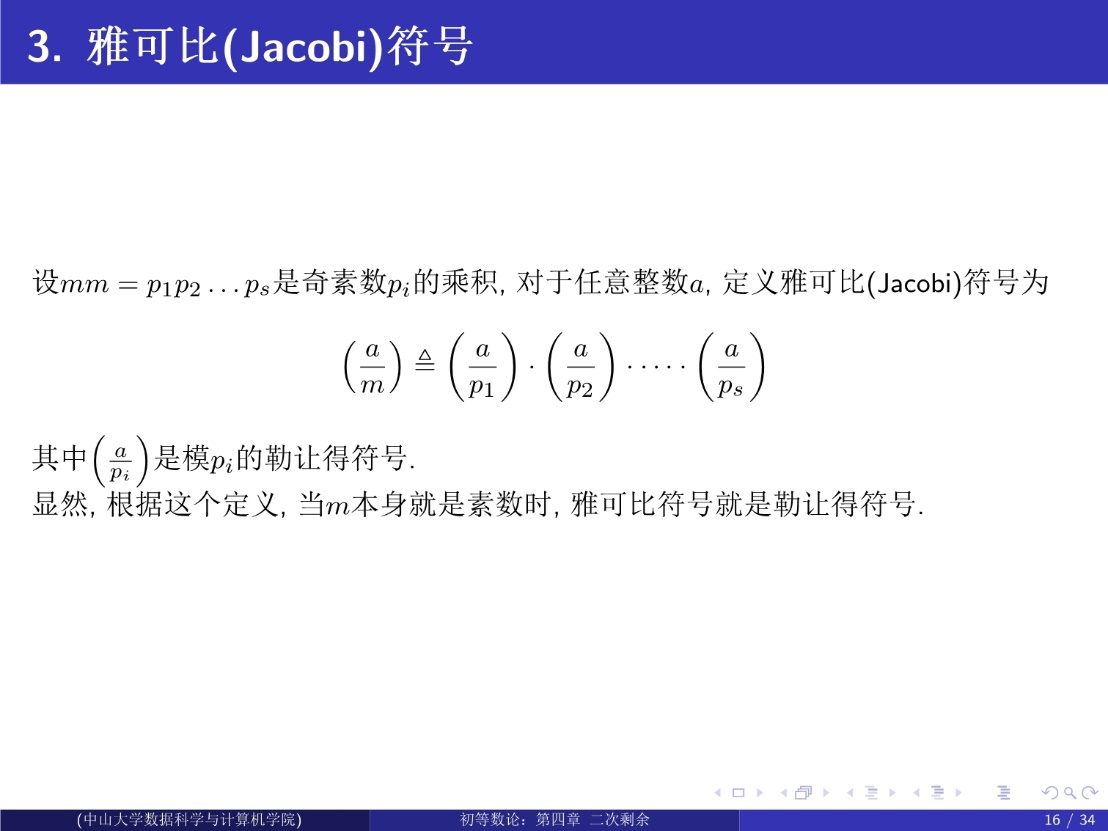 3. 雅可比(Jacobi)符号
设mm = p₁p₂ … pₛ是奇素数pᵢ的乘积, 对于任意整数a, 定义雅可比(Jacobi)符号为
(a/m) ≜ (a/p₁) · (a/p₂) · ⋯ · (a/pₛ)
其中(a/pᵢ)是模pᵢ的勒让得符号.
显然, 根据这个定义, 当m本身就是素数时, 雅可比符号就是勒让得符号.
(中山大学数据科学与计算机学院) 初等数论：第四章 二次剩余 16 / 34